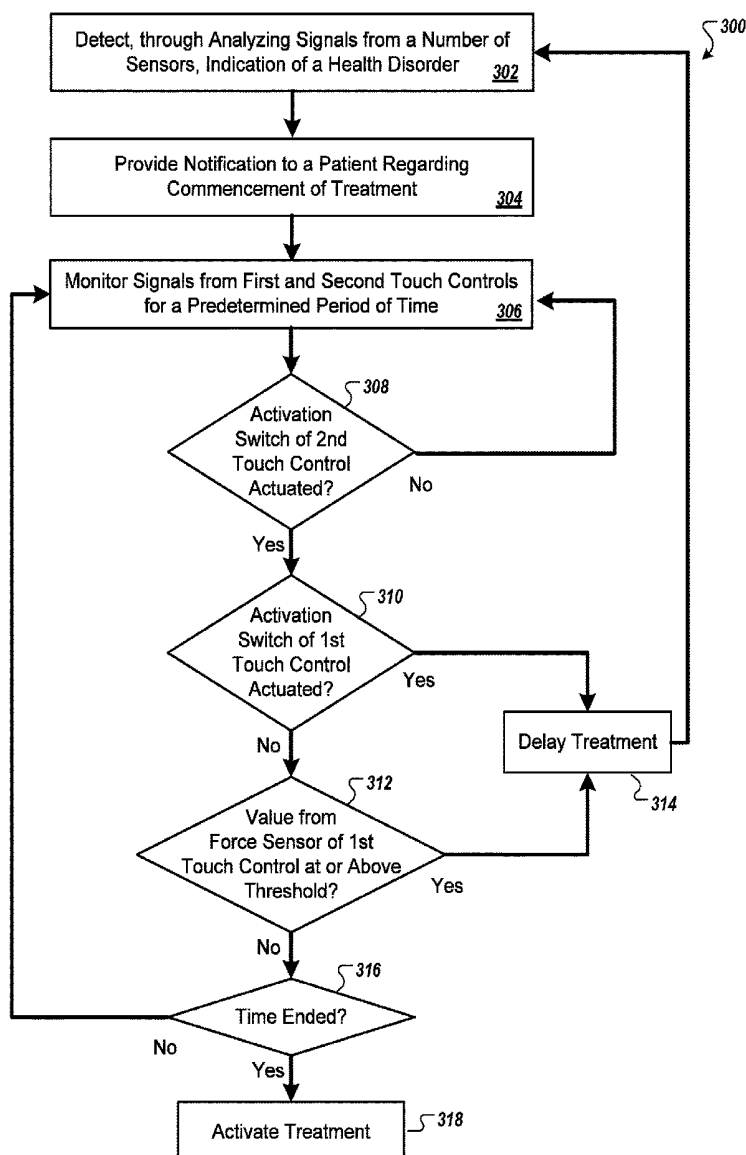 300
Detect, through Analyzing Signals from a Number of
Sensors, Indication of a Health Disorder
302
Provide Notification to a Patient Regarding
Commencement of Treatment
304
Monitor Signals from First and Second Touch Controls
for a Predetermined Period of Time
306
308
Activation
Switch of 2nd
Touch Control
Actuated?
No
Yes
310
Activation
Switch of 1st
Touch Control
Actuated?
Yes
No
Delay Treatment
314
312
Value from
Force Sensor of 1st
Touch Control at or Above
Threshold?
Yes
No
316
Time Ended?
No
Yes
318
Activate Treatment